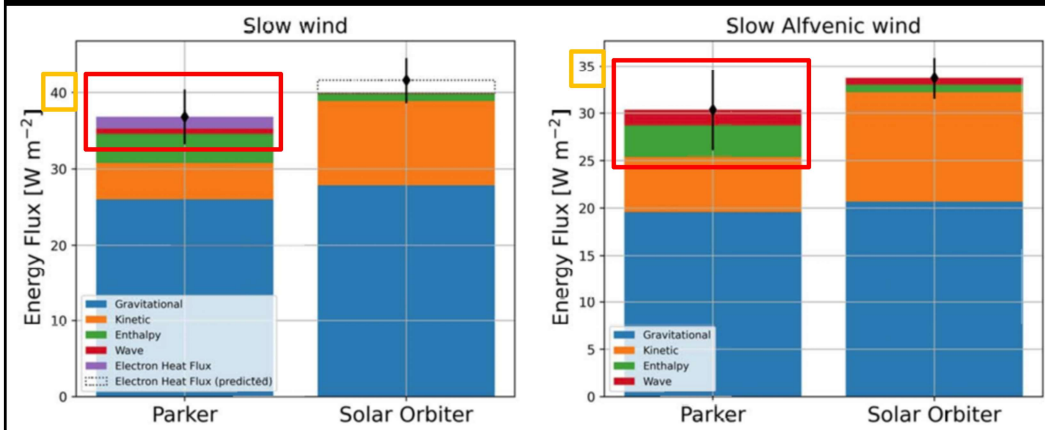 Slow wind
Energy Flux [W m⁻²]
40
30
20
10
0
Gravitational
Kinetic
Enthalpy
Wave
Electron Heat Flux
Electron Heat Flux (predicted)
Parker
Solar Orbiter
Slow Alfvenic wind
Energy Flux [W m⁻²]
35
30
25
20
15
10
5
0
Gravitational
Kinetic
Enthalpy
Wave
Parker
Solar Orbiter